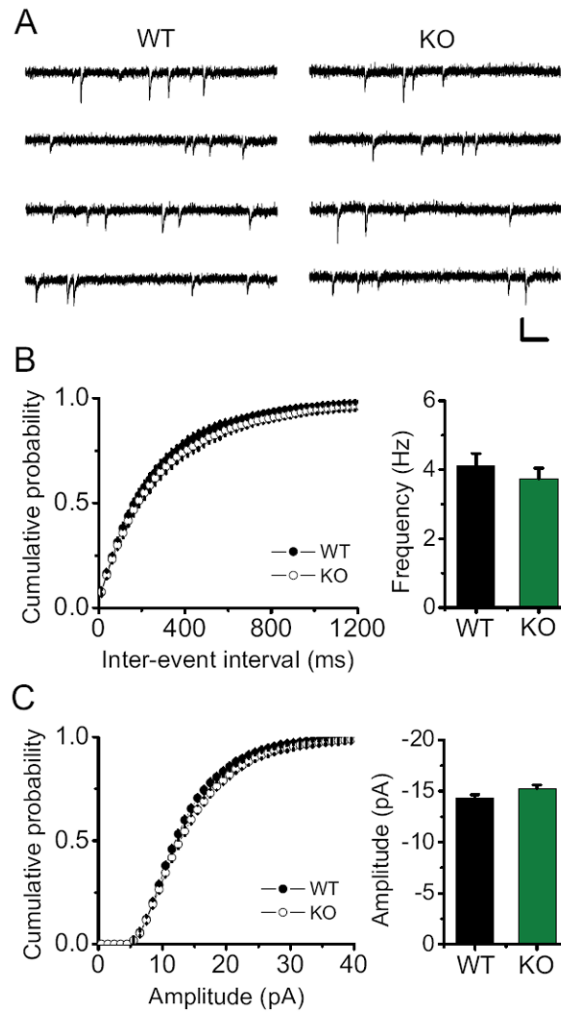 A
WT KO
B
Cumulative probability
1.0
0.5
0.0
0 400 800 1200
Inter-event interval (ms)
WT
KO
Frequency (Hz)
6
4
2
0
WT KO
C
Cumulative probability
1.0
0.5
0.0
0 10 20 30 40
Amplitude (pA)
WT
KO
Amplitude (pA)
-20
-15
-10
-5
0
WT KO